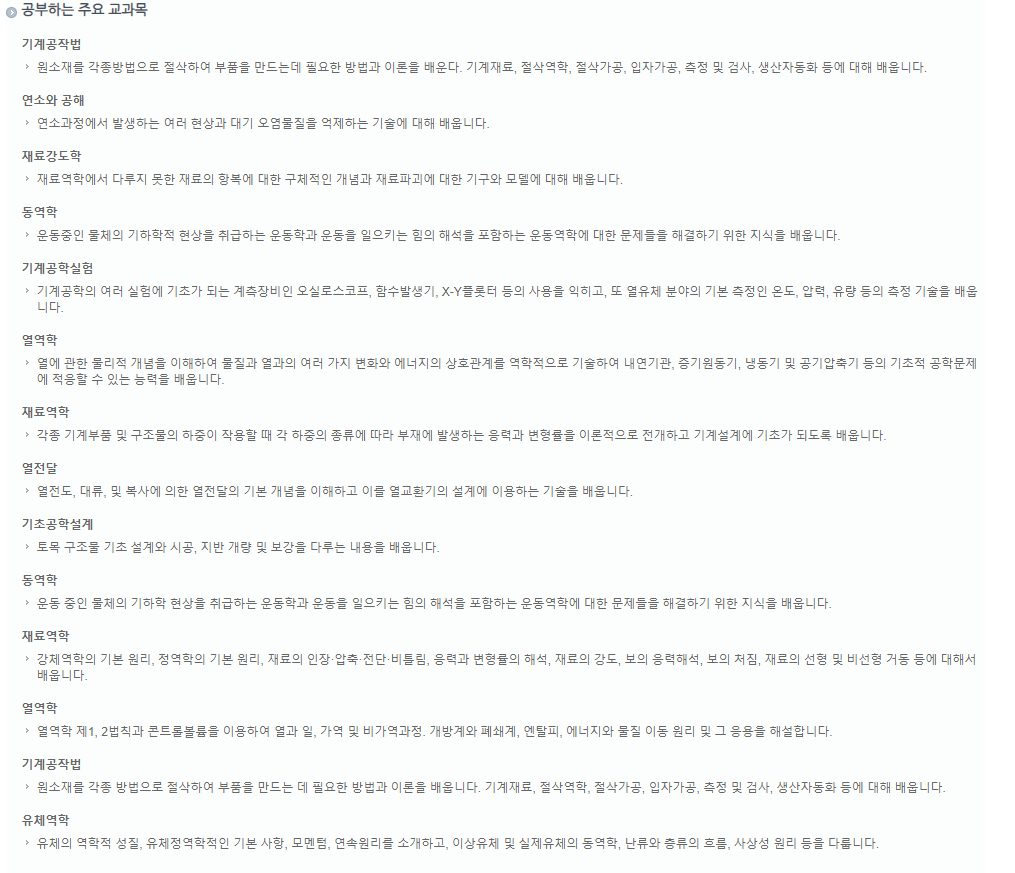 공부하는 주요 교과목
기계공작법
원소재를 각종방법으로 절삭하여 부품을 만드는데 필요한 방법과 이론을 배운다. 기계재료, 절삭역학, 절삭가공, 입자가공, 측정 및 검사, 생산자동화 등에 대해 배웁니다.
연소와 공해
연소과정에서 발생하는 여러 현상과 대기 오염물질을 억제하는 기술에 대해 배웁니다.
재료강도학
재료역학에서 다루지 못한 재료의 항복에 대한 구체적인 개념과 재료파괴에 대한 기구와 모델에 대해 배웁니다.
동역학
운동중인 물체의 기하학적 현상을 취급하는 운동학과 운동을 일으키는 힘의 해석을 포함하는 운동역학에 대한 문제들을 해결하기 위한 지식을 배웁니다.
기계공학실험
기계공학의 여러 실험에 기초가 되는 계측장비인 오실로스코프, 함수발생기, X-Y플롯터 등의 사용을 익히고, 또 열유체 분야의 기본 측정인 온도, 압력, 유량 등의 측정 기술을 배웁
니다.
열역학
열에 관한 물리적 개념을 이해하여 물질과 열과의 여러 가지 변화와 에너지의 상호관계를 역학적으로 기술하여 내연기관, 증기원동기, 냉동기 및 공기압축기 등의 기초적 공학문제
에 적응할 수 있는 능력을 배웁니다.
재료역학
각종 기계부품 및 구조물의 하중이 작용할 때 각 하중의 종류에 따라 부재에 발생하는 응력과 변형률을 이론적으로 전개하고 기계설계에 기초가 되도록 배웁니다.
열전달
열전도, 대류, 및 복사에 의한 열전달의 기본 개념을 이해하고 이를 열교환기의 설계에 이용하는 기술을 배웁니다.
기초공학설계
토목 구조물 기초 설계와 시공, 지반 개량 및 보강을 다루는 내용을 배웁니다.
동역학
운동 중인 물체의 기하학 현상을 취급하는 운동학과 운동을 일으키는 힘의 해석을 포함하는 운동역학에 대한 문제들을 해결하기 위한 지식을 배웁니다.
재료역학
강체역학의 기본 원리, 정역학의 기본 원리, 재료의 인장·압축·전단·비틀림, 응력과 변형률의 해석, 재료의 강도, 보의 응력해석, 보의 처짐, 재료의 선형 및 비선형 거동 등에 대해서
배웁니다.
열역학
열역학 제1, 2법칙과 콘트롤볼륨을 이용하여 열과 일, 가역 및 비가역과정. 개방계와 폐쇄계, 엔탈피, 에너지와 물질 이동 원리 및 그 응용을 해설합니다.
기계공작법
원소재를 각종 방법으로 절삭하여 부품을 만드는 데 필요한 방법과 이론을 배웁니다. 기계재료, 절삭역학, 절삭가공, 입자가공, 측정 및 검사, 생산자동화 등에 대해 배웁니다.
유체역학
유체의 역학적 성질, 유체정역학적인 기본 사항, 모멘텀, 연속원리를 소개하고, 이상유체 및 실제유체의 동역학, 난류와 층류의 흐름, 사상성 원리 등을 다룹니다.